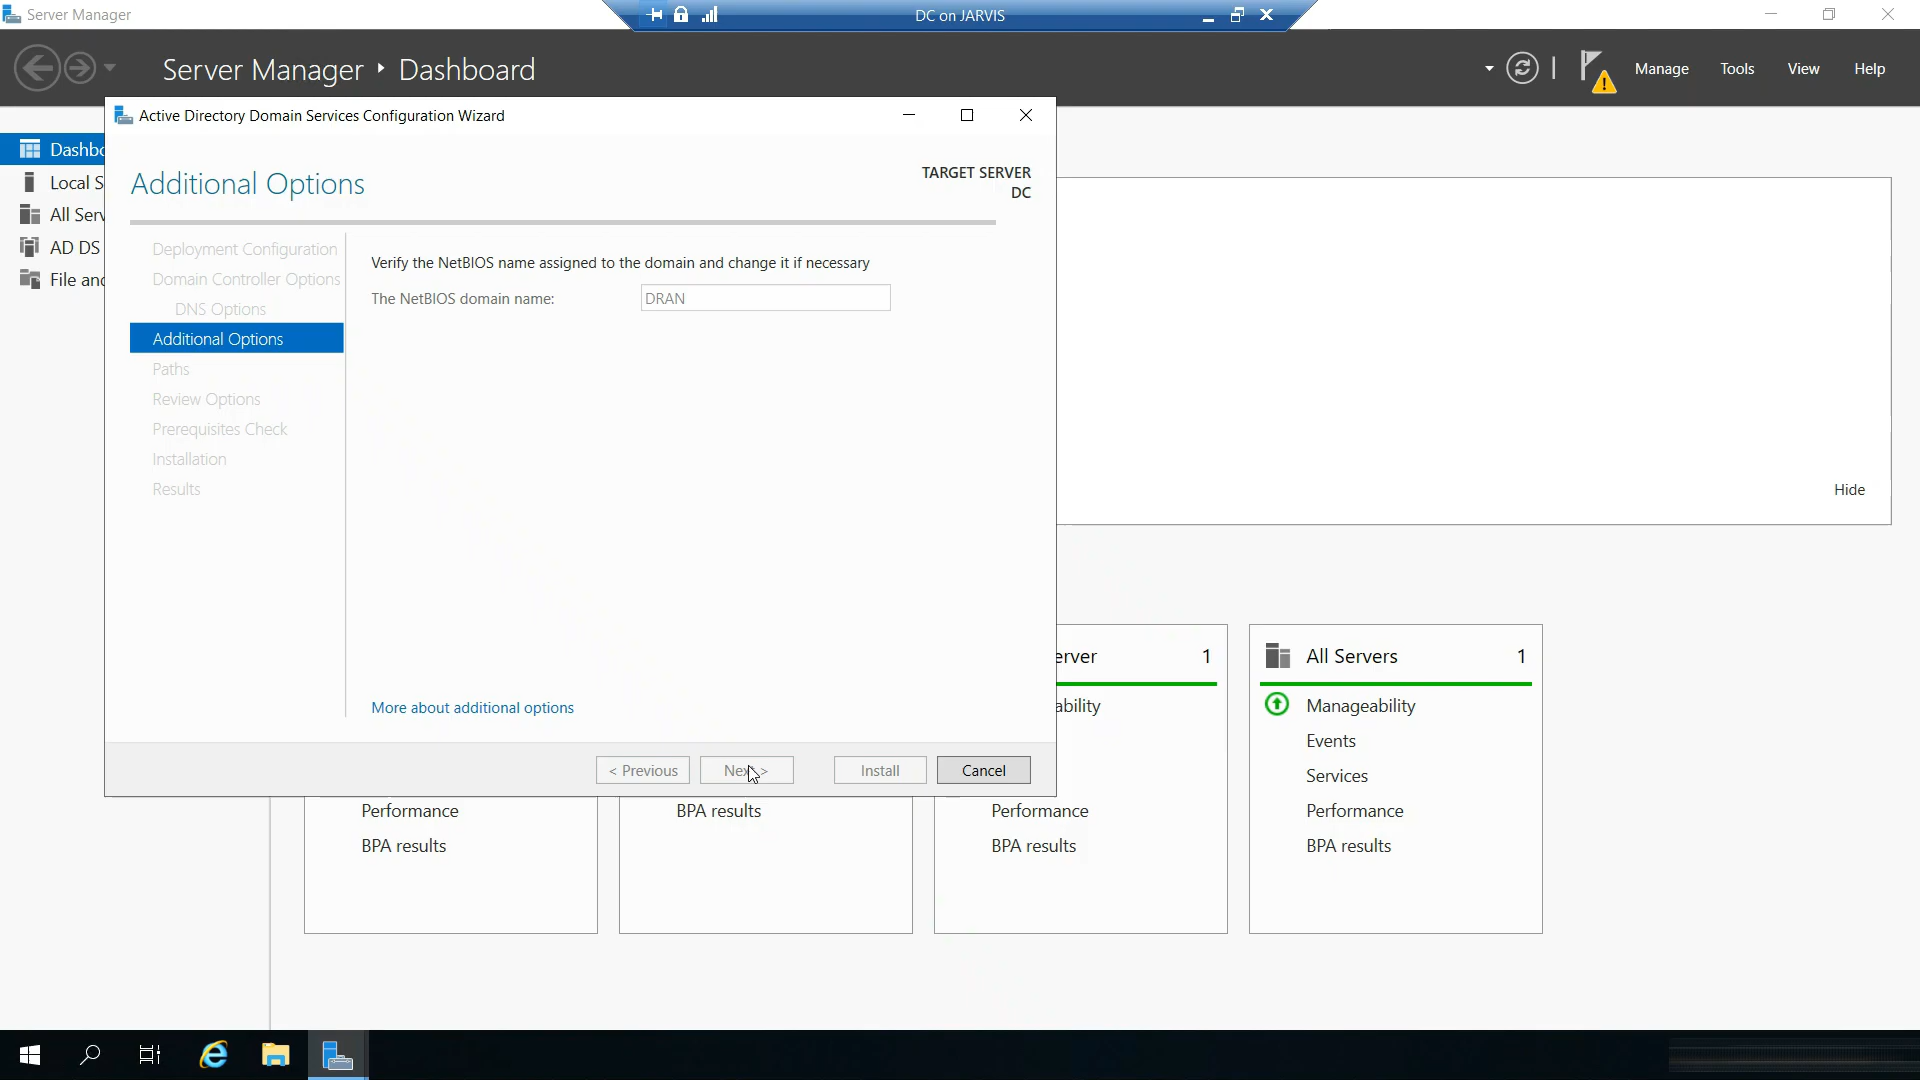 Server Manager
DC on JARVIS
Server Manager ‣ Dashboard
Manage
Tools
View
Help
Active Directory Domain Services Configuration Wizard
Additional Options
TARGET SERVER
DC
Dashbo
Local S
All Serv
AD DS
File and
Deployment Configuration
Domain Controller Options
DNS Options
Additional Options
Paths
Review Options
Prerequisites Check
Installation
Results
Verify the NetBIOS name assigned to the domain and change it if necessary
The NetBIOS domain name:
DRAN
More about additional options
< Previous
Next >
Install
Cancel
Hide
erver
1
ability
All Servers
1
Manageability
Events
Services
Performance
BPA results
Performance
BPA results
BPA results
Performance
BPA results